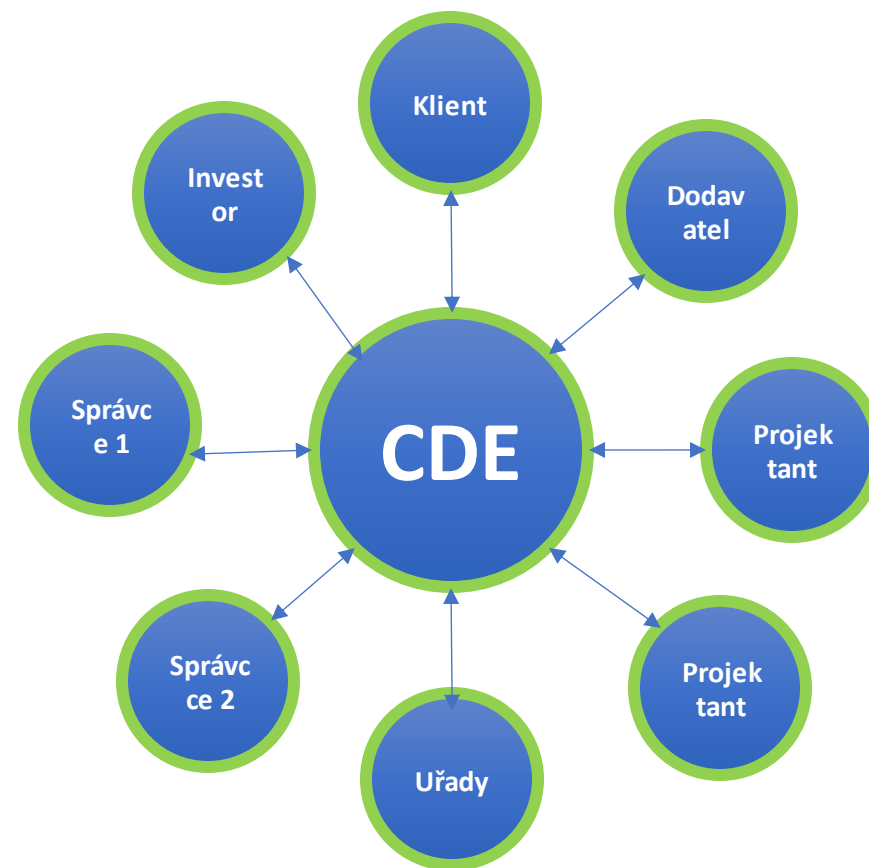 Klient
Invest
or
Dodav
atel
Správc
e 1
CDE
Projek
tant
Správc
ce 2
Projek
tant
Uřady